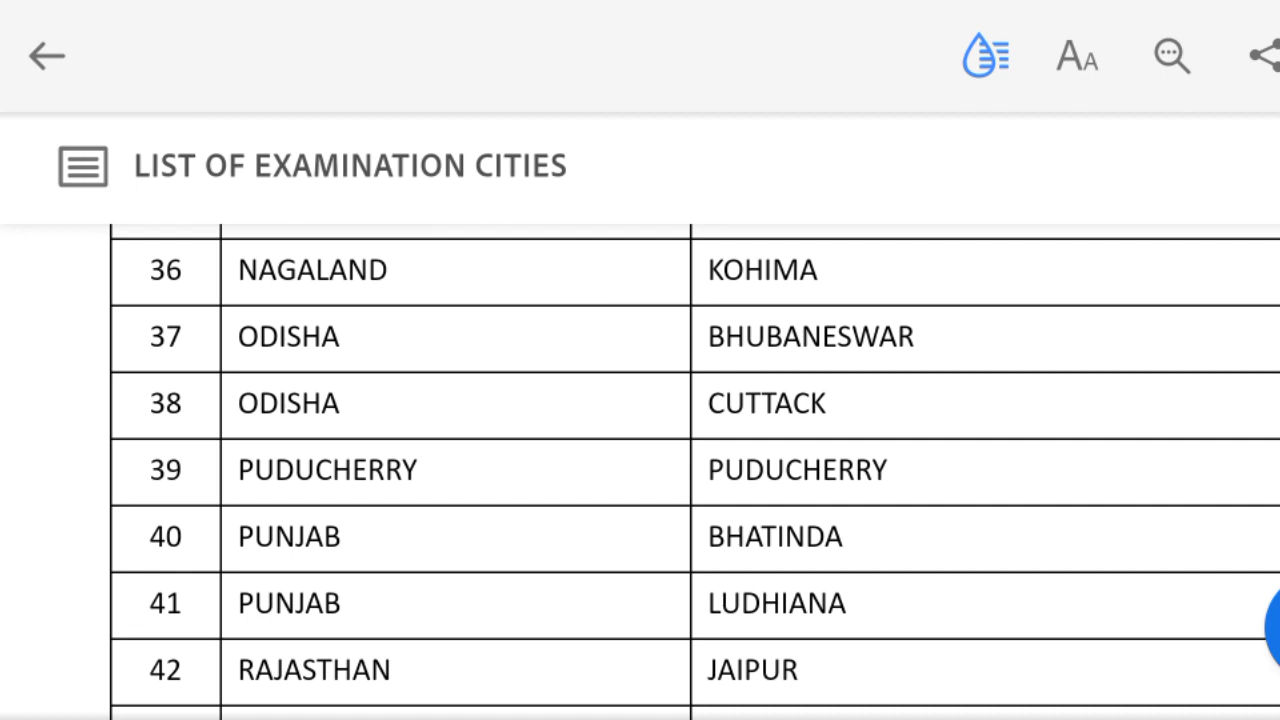 AA
LIST OF EXAMINATION CITIES
36 NAGALAND KOHIMA
37 ODISHA BHUBANESWAR
38 ODISHA CUTTACK
39 PUDUCHERRY PUDUCHERRY
40 PUNJAB BHATINDA
41 PUNJAB LUDHIANA
42 RAJASTHAN JAIPUR